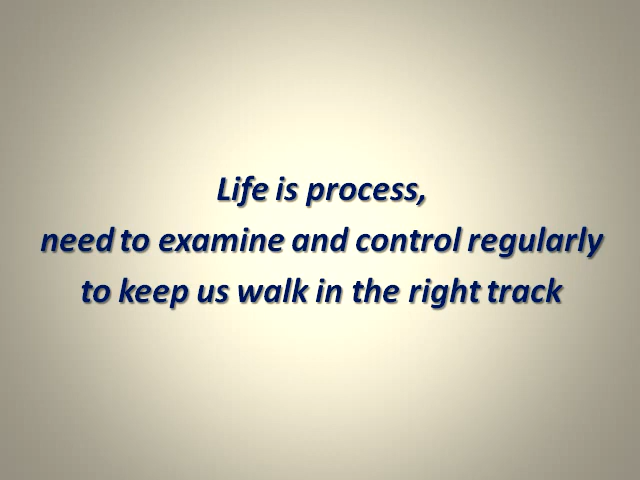 Life is process,
need to examine and control regularly
to keep us walk in the right track